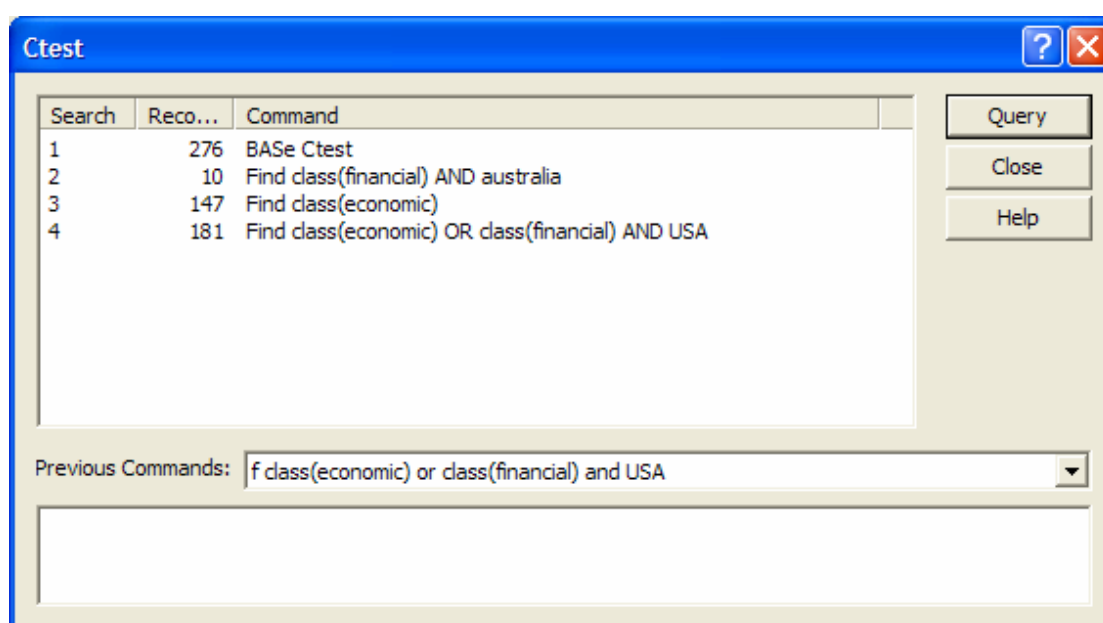 Ctest
Search Reco... Command
1 276 BASe Ctest
2 10 Find class(financial) AND australia
3 147 Find class(economic)
4 181 Find class(economic) OR class(financial) AND USA
Query
Close
Help
Previous Commands: f class(economic) or class(financial) and USA